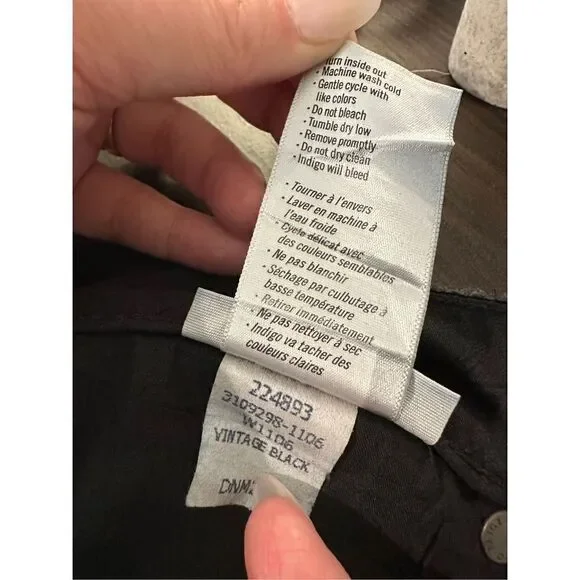 Turn inside out
• Machine wash cold
• Gentle cycle with
like colors
• Do not bleach
• Tumble dry low
• Remove promptly
• Do not dry clean
• Indigo will bleed
• Tourner à l'envers
• Laver en machine à
l'eau froide
• Cycle délicat avec
des couleurs semblables
• Ne pas blanchir
• Séchage par culbutage à
basse température
• Retirer immédiatement
• Ne pas nettoyer à sec
• Indigo va tacher des
couleurs claires
224893
3109298-1106
W1106
VINTAGE BLACK